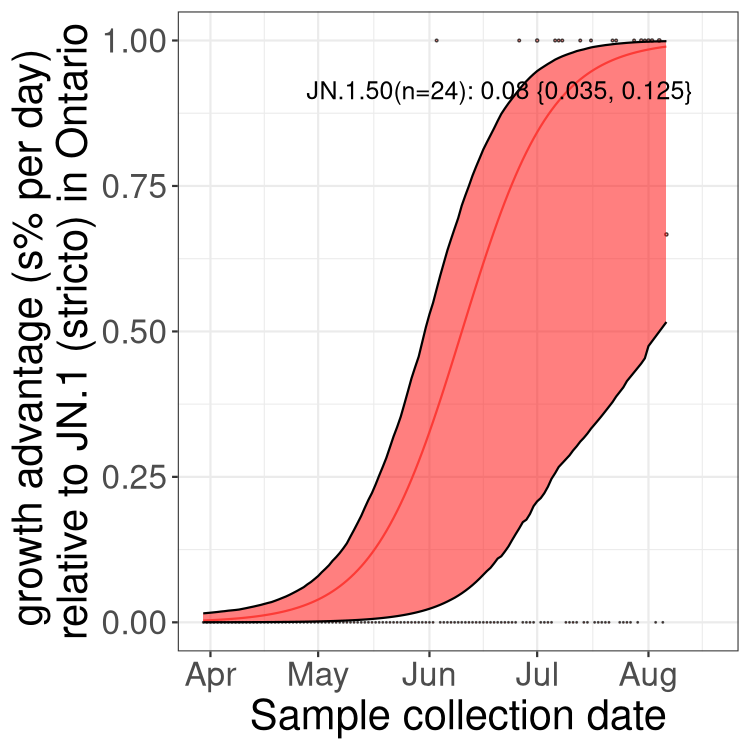 growth advantage (s% per day)
relative to JN.1 (stricto) in Ontario
1.00
0.75
0.50
0.25
0.00
JN.1.50(n=24): 0.08 {0.035, 0.125}
Apr May Jun Jul Aug
Sample collection date